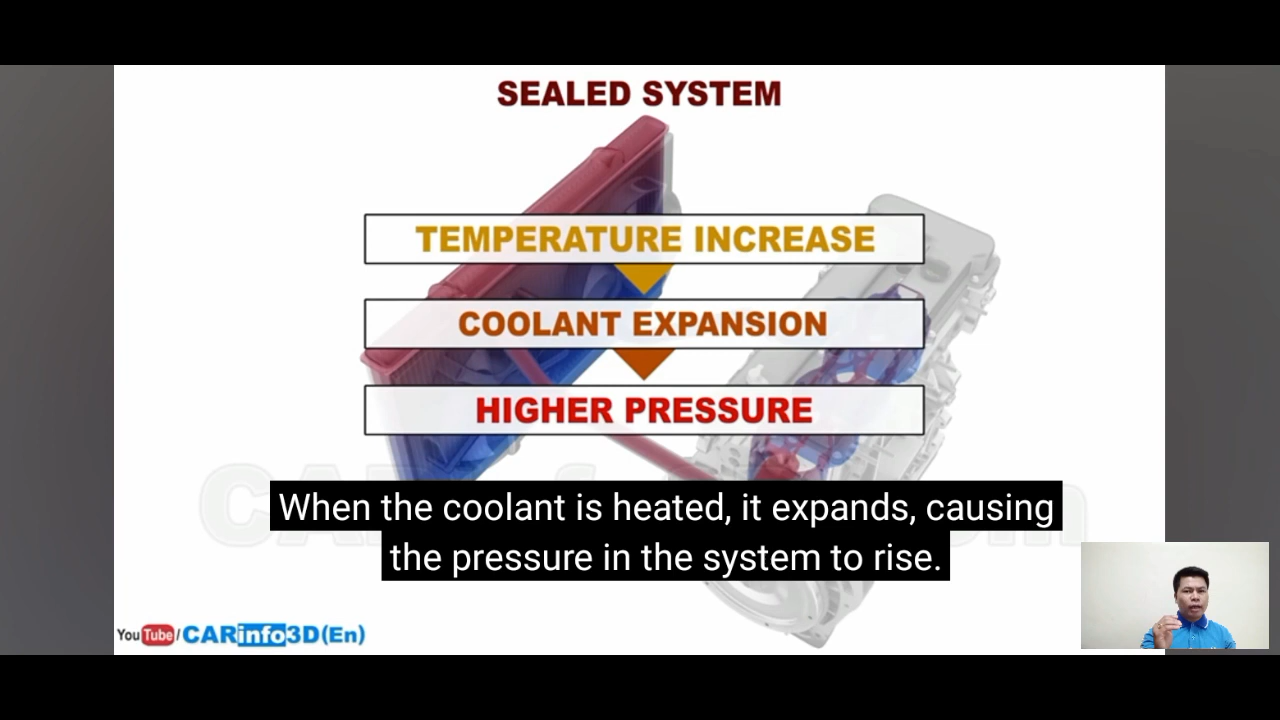 SEALED SYSTEM
TEMPERATURE INCREASE
COOLANT EXPANSION
HIGHER PRESSURE
When the coolant is heated, it expands, causing
the pressure in the system to rise.
YouTube/CARinfo3D(En)